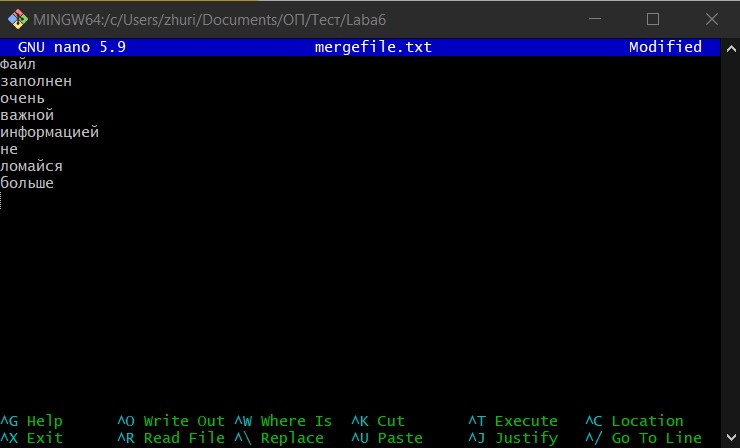 MINGW64:/c/Users/zhuri/Documents/ОП/Тест/Laba6
GNU nano 5.9 mergefile.txt Modified
Файл
заполнен
очень
важной
информацией
не
ломайся
больше
^G Help ^O Write Out ^W Where Is ^K Cut ^T Execute ^C Location
^X Exit ^R Read File ^\ Replace ^U Paste ^J Justify ^/ Go To Line